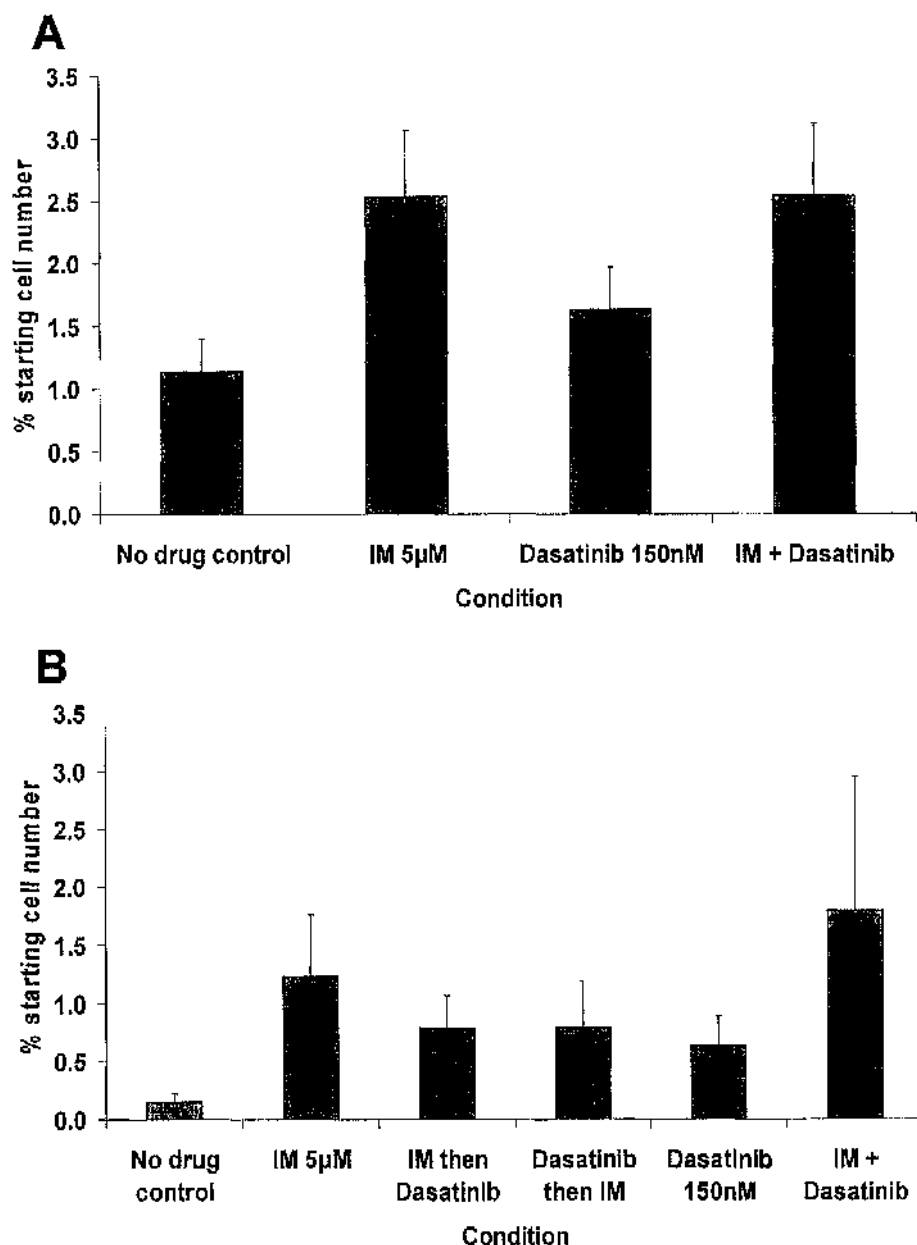 A
3.5
3.0
2.5
2.0
1.5
1.0
0.5
0.0
% starting cell number
No drug control IM 5µM Dasatinib 150nM IM + Dasatinib
Condition
B
3.5
3.0
2.5
2.0
1.5
1.0
0.5
0.0
% starting cell number
No drug control
IM 5µM
IM then Dasatinib
Dasatinib then IM
Dasatinib 150nM
IM + Dasatinib
Condition